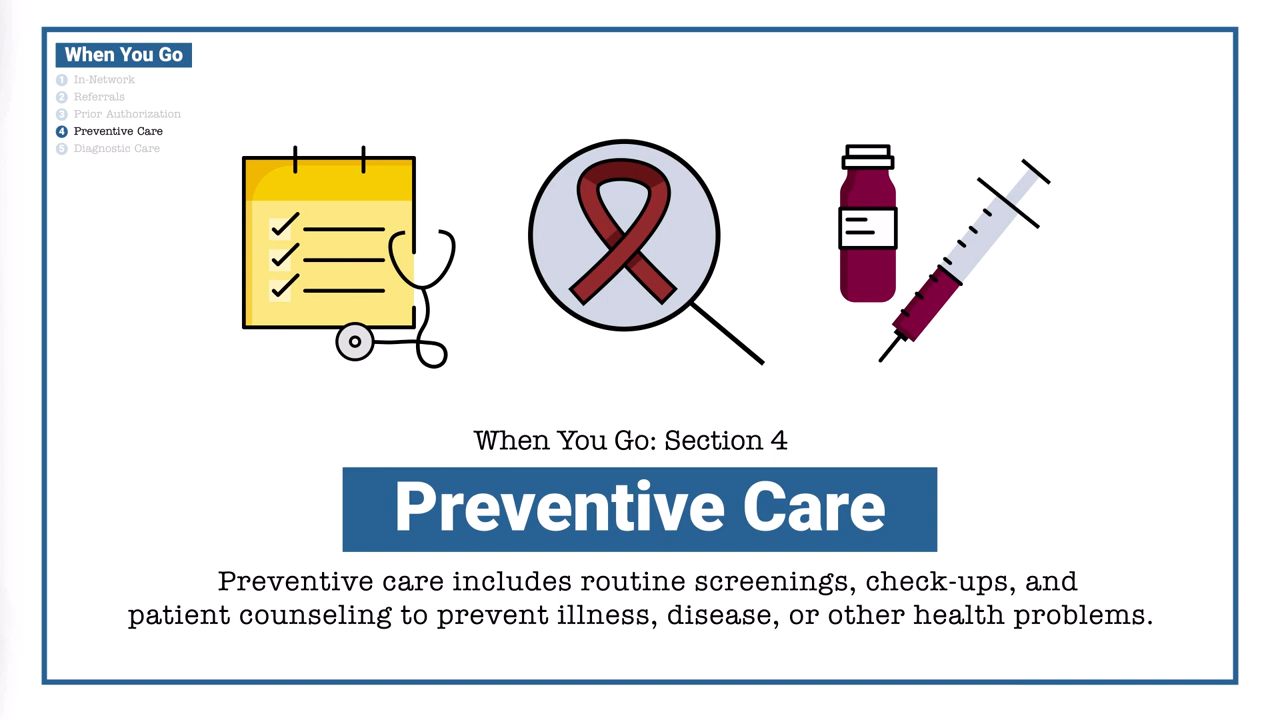 When You Go
1 In-Network
2 Referrals
3 Prior Authorization
4 Preventive Care
5 Diagnostic Care
When You Go: Section 4
Preventive Care
Preventive care includes routine screenings, check-ups, and
patient counseling to prevent illness, disease, or other health problems.